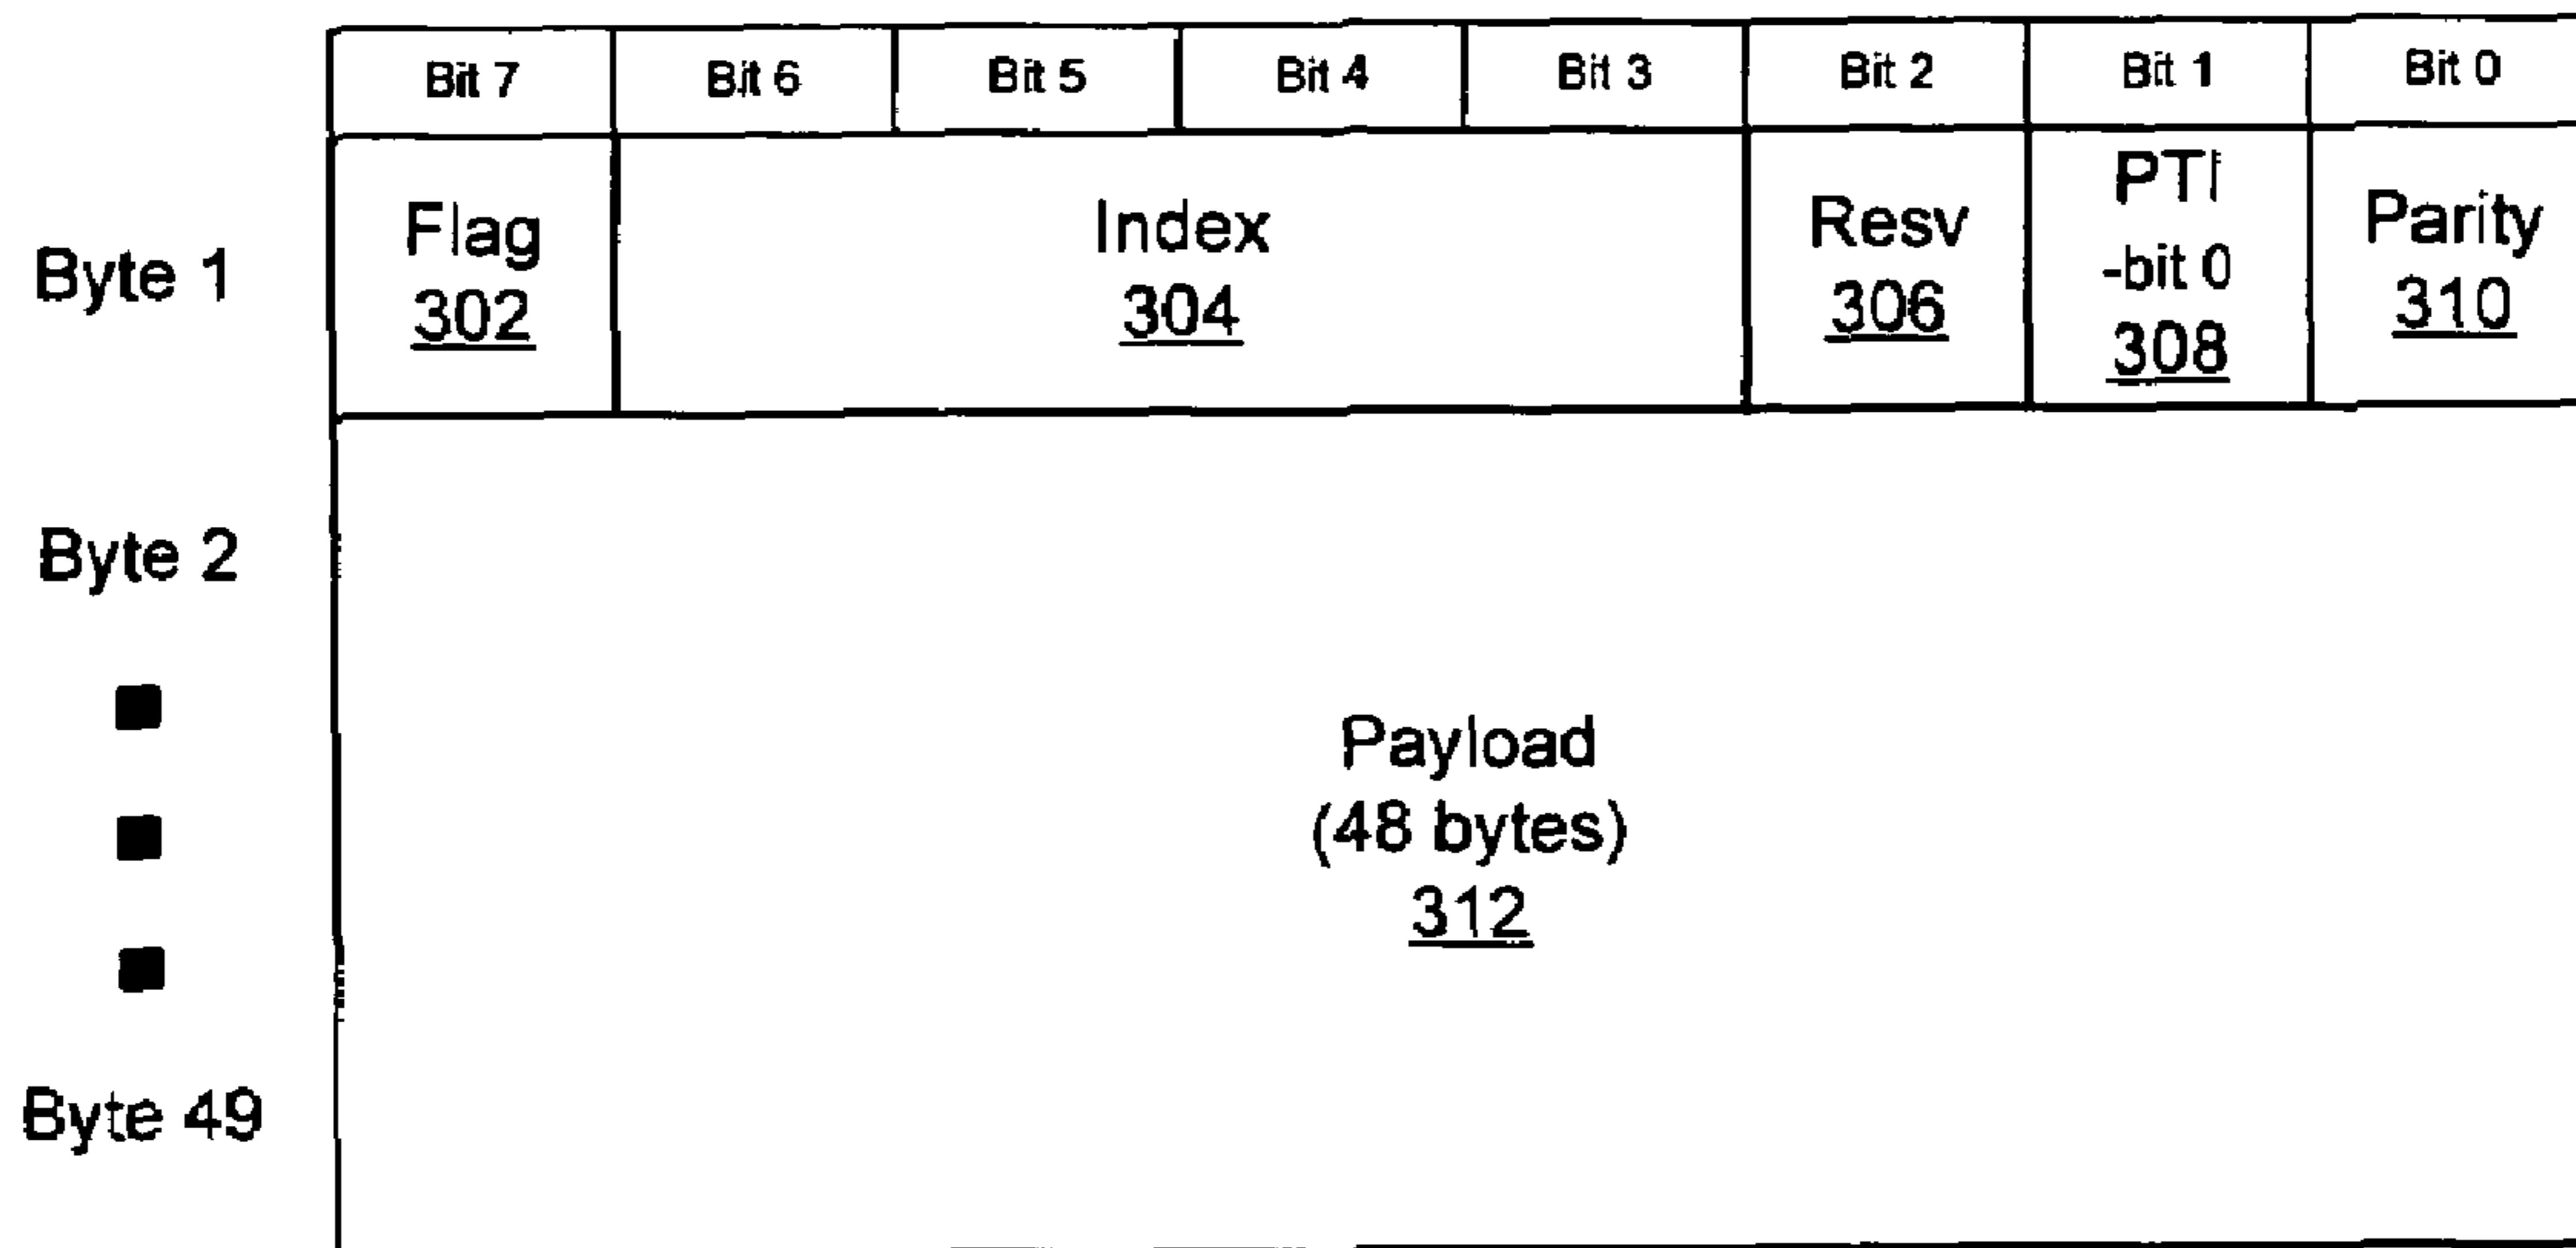 Bit 7 Bit 6 Bit 5 Bit 4 Bit 3 Bit 2 Bit 1 Bit 0
Byte 1
Flag
302
Index
304
Resv
306
PTI
-bit 0
308
Parity
310
Byte 2
Byte 49
Payload
(48 bytes)
312